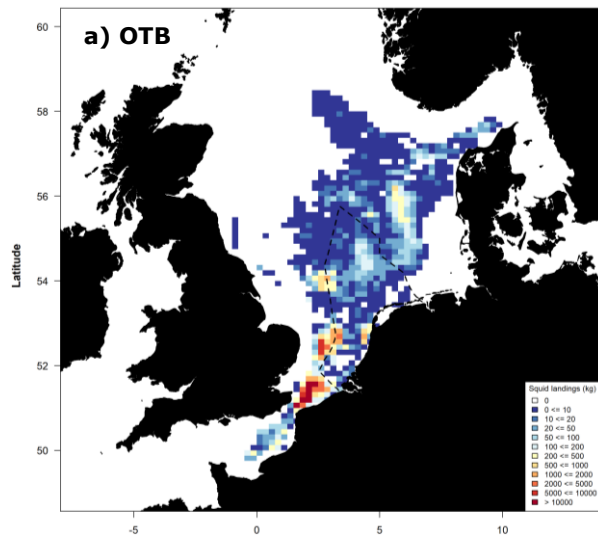 a) OTB
60
58
56
54
52
50
Latitude
-5
0
5
10
Squid landings (kg)
0
0 <= 10
10 <= 20
20 <= 50
50 <= 100
100 <= 200
200 <= 500
500 <= 1000
1000 <= 2000
2000 <= 5000
5000 <= 10000
> 10000